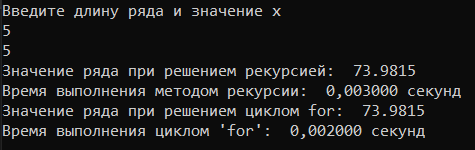 Введите длину ряда и значение x
5
5
Значение ряда при решением рекурсией:  73.9815
Время выполнения методом рекурсии:  0,003000 секунд
Значение ряда при решением циклом for:  73.9815
Время выполнения циклом 'for':  0,002000 секунд